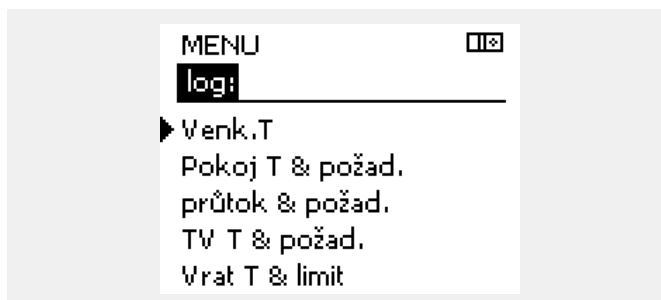 MENU
log:
Venk.T
Pokoj T & požad.
průtok & požad.
TV T & požad.
Vrat T & limit